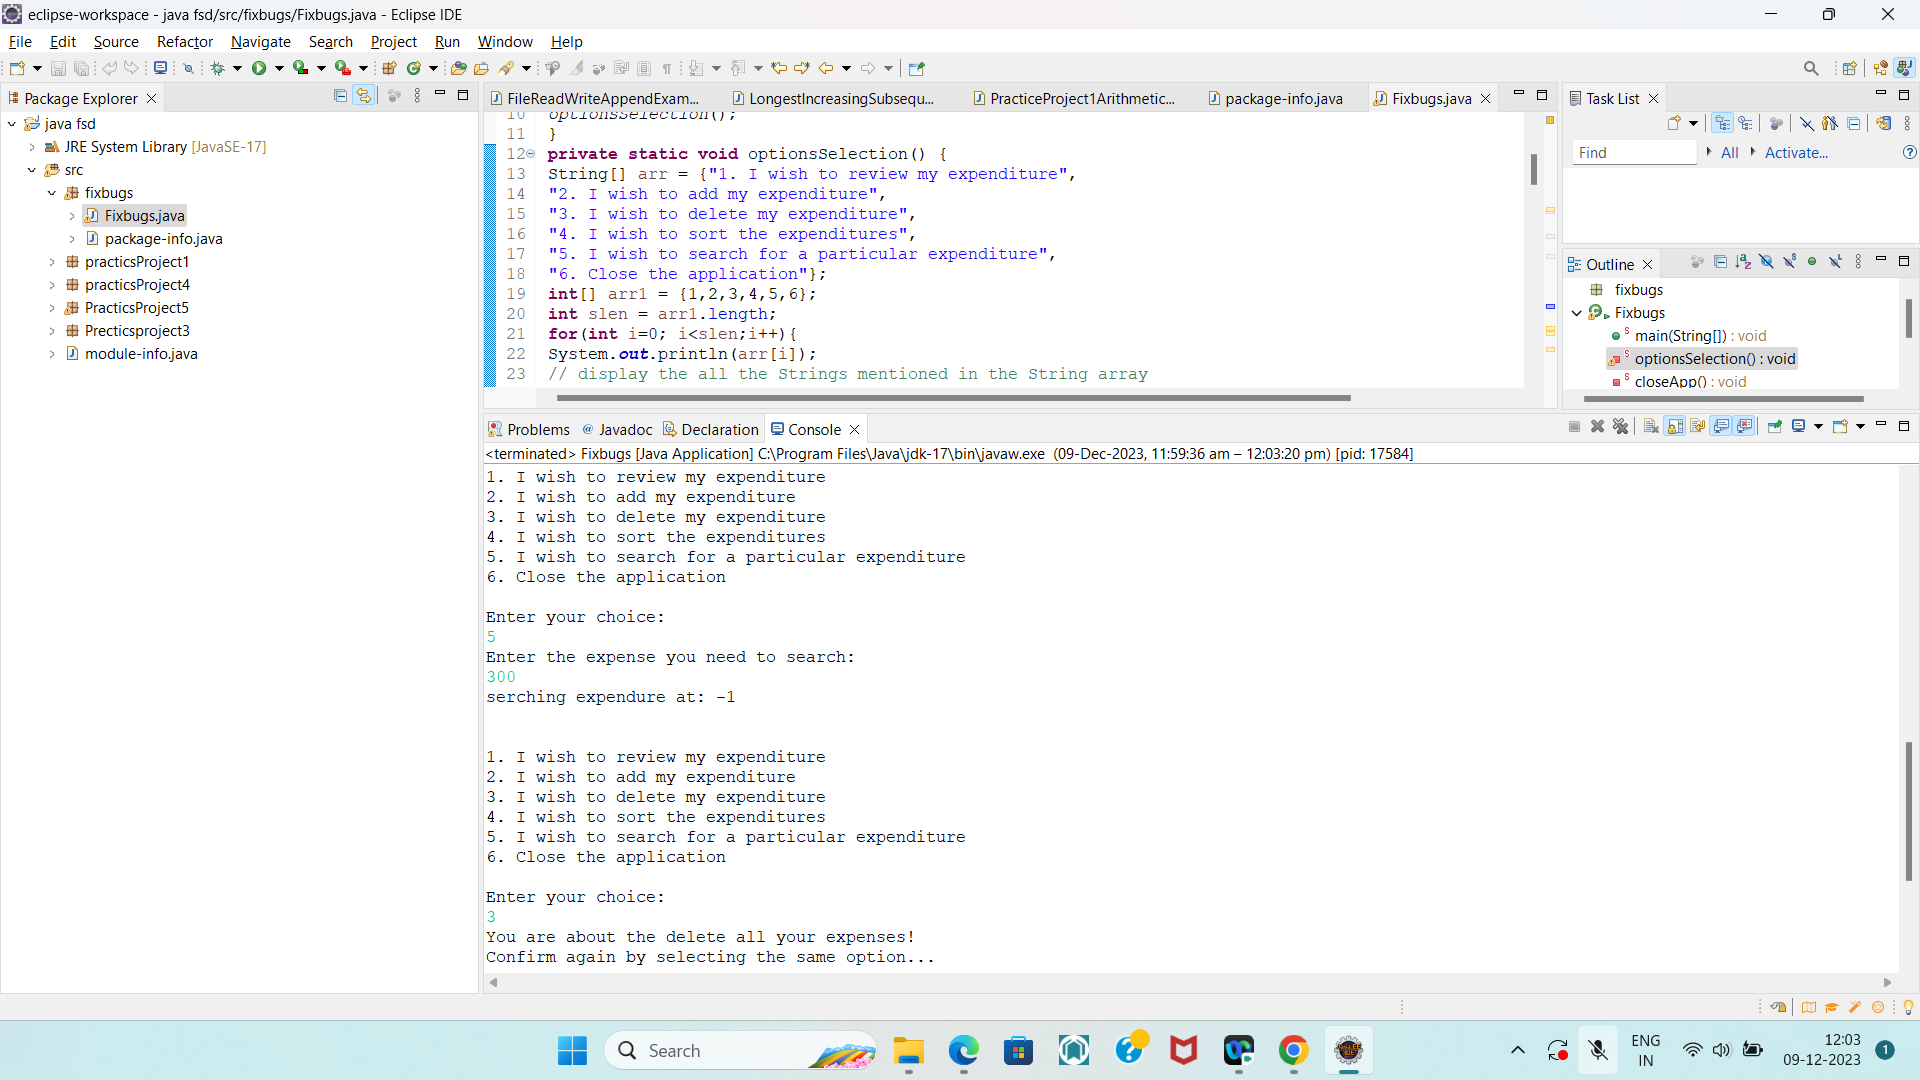 eclipse-workspace - java fsd/src/fixbugs/Fixbugs.java - Eclipse IDE
File Edit Source Refactor Navigate Search Project Run Window Help
Package Explorer
java fsd
JRE System Library [JavaSE-17]
src
fixbugs
Fixbugs.java
package-info.java
practicsProject1
practicsProject4
PracticsProject5
Precticsproject3
module-info.java
FileReadWriteAppendExam... LongestIncreasingSubsequ... PracticeProject1Arithmetic... package-info.java Fixbugs.java
10 optionsSelection();
11 }
12 private static void optionsSelection() {
13 String[] arr = {"1. I wish to review my expenditure",
14 "2. I wish to add my expenditure",
15 "3. I wish to delete my expenditure",
16 "4. I wish to sort the expenditures",
17 "5. I wish to search for a particular expenditure",
18 "6. Close the application"};
19 int[] arr1 = {1,2,3,4,5,6};
20 int slen = arr1.length;
21 for(int i=0; i<slen;i++){
22 System.out.println(arr[i]);
23 // display the all the Strings mentioned in the String array
Task List
Find All Activate...
Outline
fixbugs
Fixbugs
main(String[]) : void
optionsSelection() : void
closeApp() : void
Problems Javadoc Declaration Console
<terminated> Fixbugs [Java Application] C:\Program Files\Java\jdk-17\bin\javaw.exe (09-Dec-2023, 11:59:36 am – 12:03:20 pm) [pid: 17584]
1. I wish to review my expenditure
2. I wish to add my expenditure
3. I wish to delete my expenditure
4. I wish to sort the expenditures
5. I wish to search for a particular expenditure
6. Close the application
Enter your choice:
5
Enter the expense you need to search:
300
serching expendure at: -1
1. I wish to review my expenditure
2. I wish to add my expenditure
3. I wish to delete my expenditure
4. I wish to sort the expenditures
5. I wish to search for a particular expenditure
6. Close the application
Enter your choice:
3
You are about the delete all your expenses!
Confirm again by selecting the same option...
Search
ENG
IN
12:03
09-12-2023
1